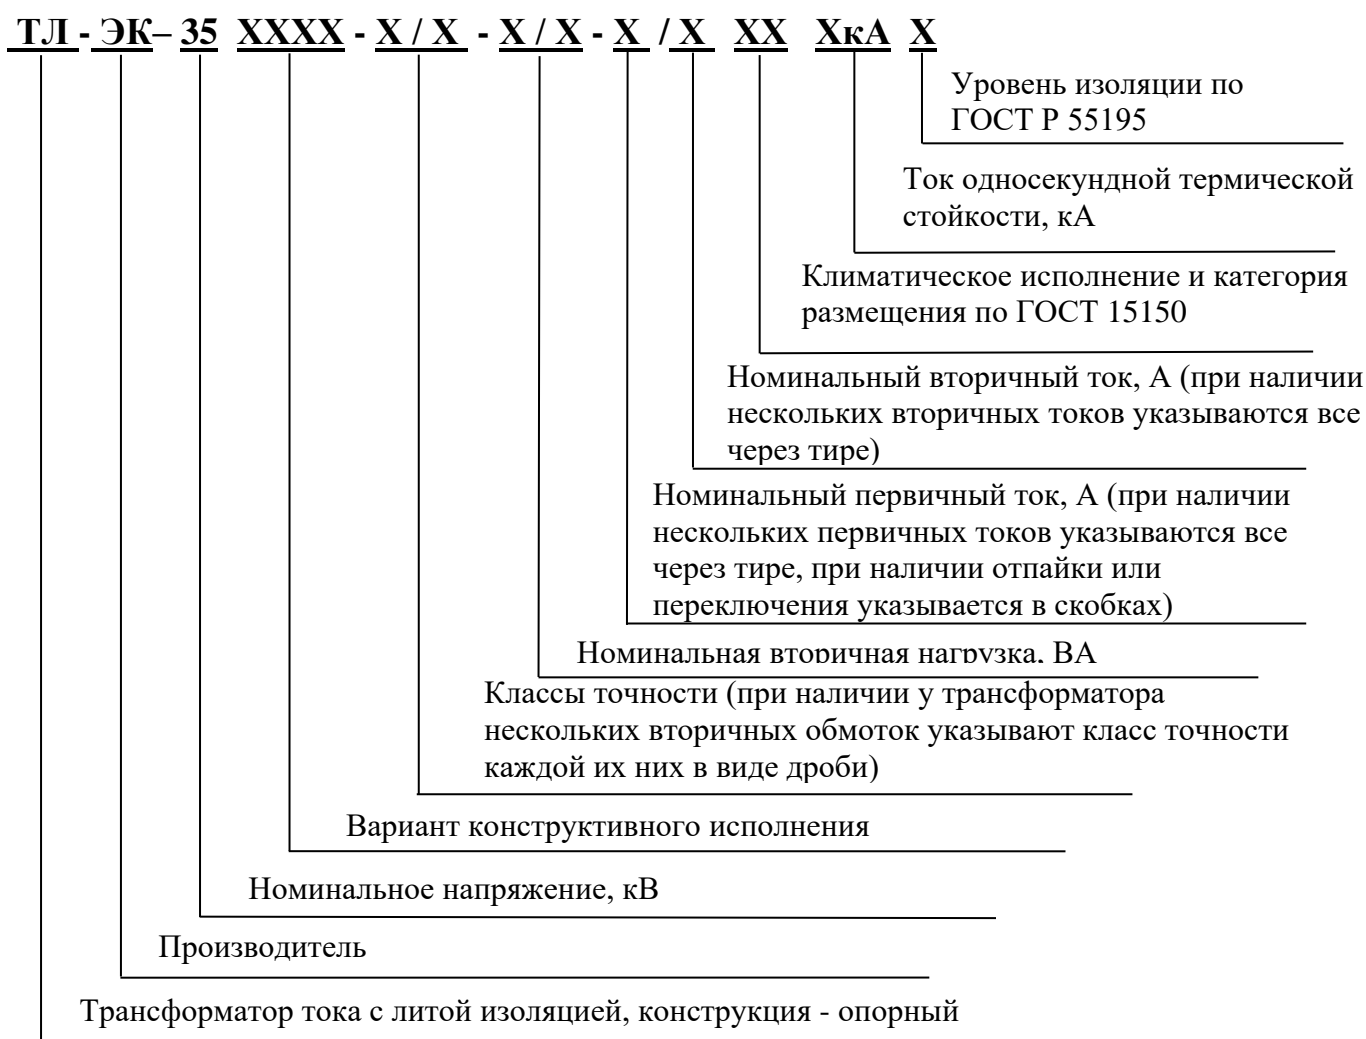 ТЛ - ЭК– 35 ХХХХ - Х / Х - Х / Х - Х / Х ХХ ХкА Х
Уровень изоляции по
ГОСТ Р 55195
Ток односекундной термической
стойкости, кА
Климатическое исполнение и категория
размещения по ГОСТ 15150
Номинальный вторичный ток, А (при наличии
нескольких вторичных токов указываются все
через тире)
Номинальный первичный ток, А (при наличии
нескольких первичных токов указываются все
через тире, при наличии отпайки или
переключения указывается в скобках)
Номинальная вторичная нагрузка, ВА
Классы точности (при наличии у трансформатора
нескольких вторичных обмоток указывают класс точности
каждой их них в виде дроби)
Вариант конструктивного исполнения
Номинальное напряжение, кВ
Производитель
Трансформатор тока с литой изоляцией, конструкция - опорный